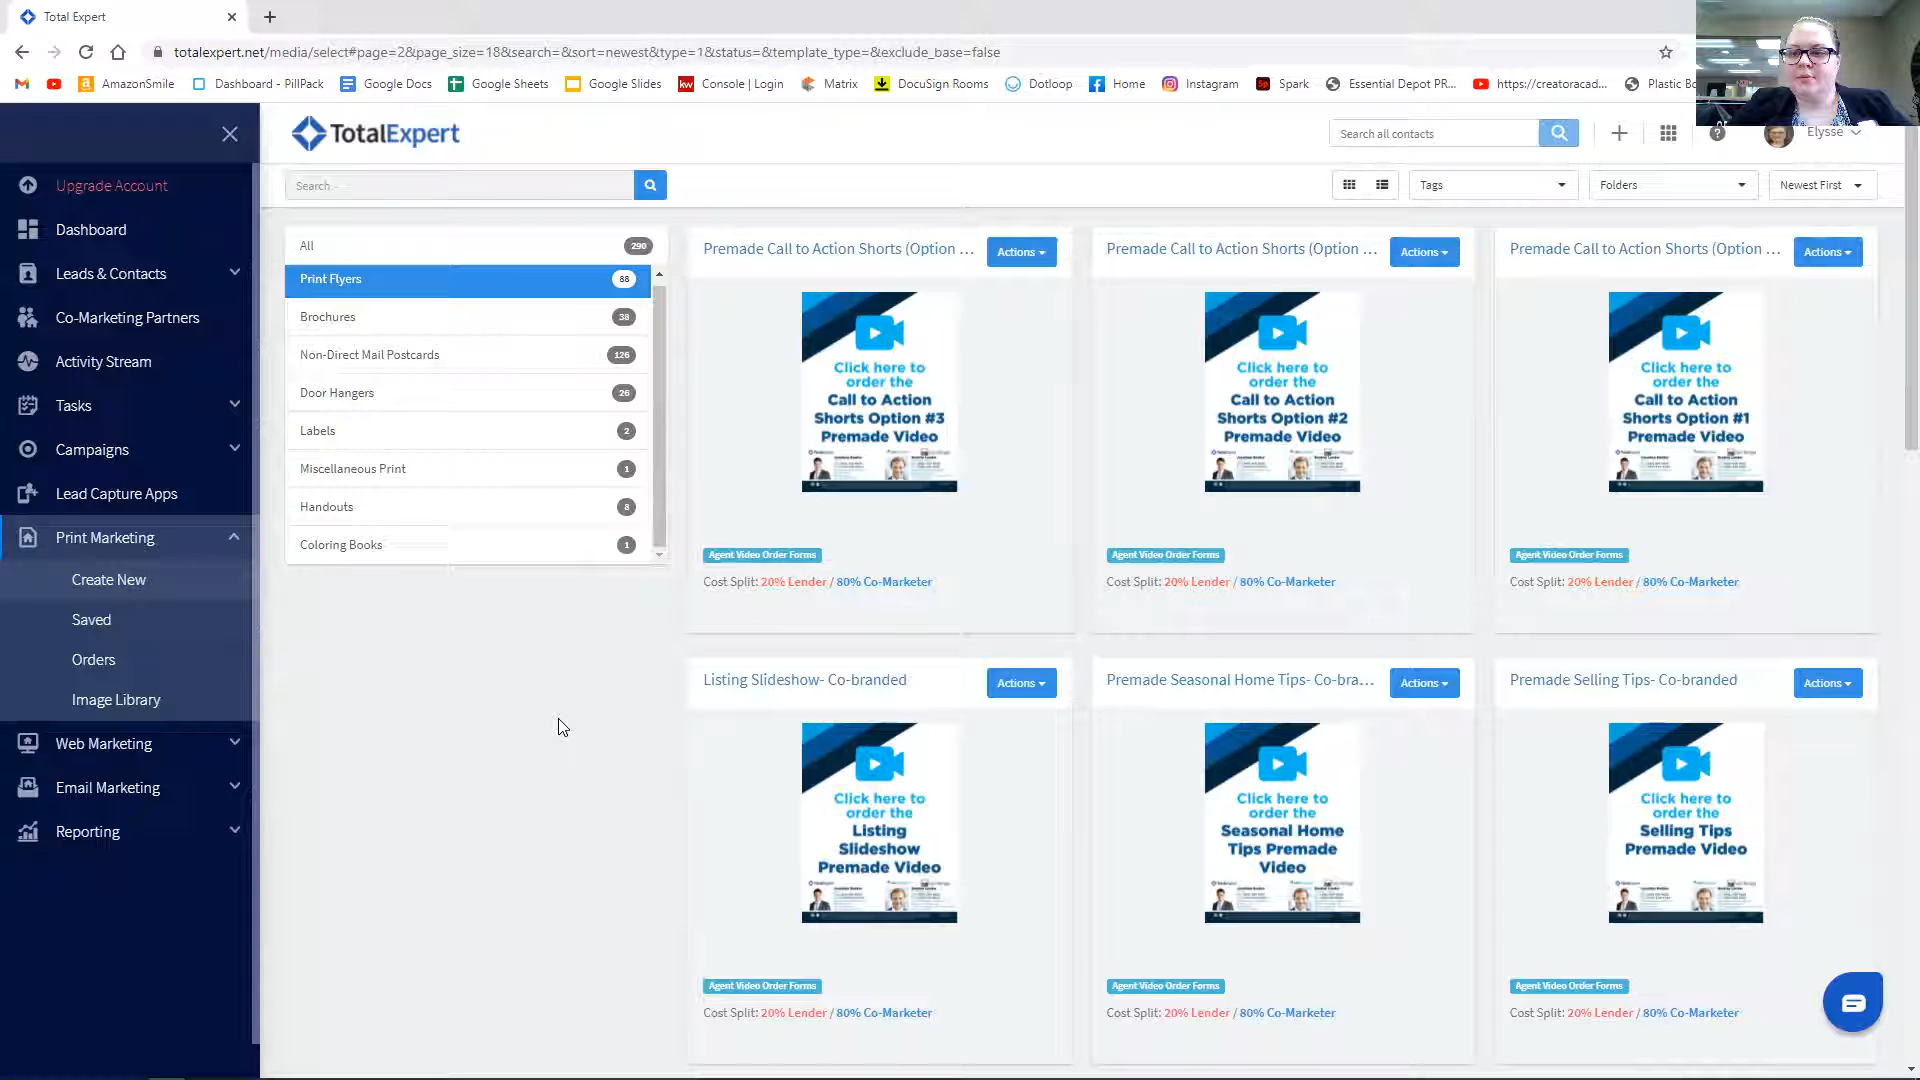 Total Expert
totalexpert.net/media/select#page=2&page_size=18&search=&sort=newest&type=1&status=&template_type=&exclude_base=false
AmazonSmile
Dashboard - PillPack
Google Docs
Google Sheets
Google Slides
kw
Console | Login
Matrix
DocuSign Rooms
Dotloop
Home
Instagram
Sp
Spark
Essential Depot PR...
https://creatoracad...
Plastic Bo
TotalExpert
Search all contacts
Elysse
Upgrade Account
Dashboard
Leads & Contacts
Co-Marketing Partners
Activity Stream
Tasks
Campaigns
Lead Capture Apps
Print Marketing
Create New
Saved
Orders
Image Library
Web Marketing
Email Marketing
Reporting
Search
Tags
Folders
Newest First
All 290
Print Flyers 88
Brochures 38
Non-Direct Mail Postcards 126
Door Hangers 26
Labels 2
Miscellaneous Print 1
Handouts 8
Coloring Books 1
Premade Call to Action Shorts (Option ...
Actions
Click here to
order the
Call to Action
Shorts Option #3
Premade Video
Agent Video Order Forms
Cost Split: 20% Lender / 80% Co-Marketer
Premade Call to Action Shorts (Option ...
Actions
Click here to
order the
Call to Action
Shorts Option #2
Premade Video
Agent Video Order Forms
Cost Split: 20% Lender / 80% Co-Marketer
Premade Call to Action Shorts (Option ...
Actions
Click here to
order the
Call to Action
Shorts Option #1
Premade Video
Agent Video Order Forms
Cost Split: 20% Lender / 80% Co-Marketer
Listing Slideshow- Co-branded
Actions
Click here to
order the
Listing
Slideshow
Premade Video
Agent Video Order Forms
Cost Split: 20% Lender / 80% Co-Marketer
Premade Seasonal Home Tips- Co-bra...
Actions
Click here to
order the
Seasonal Home
Tips Premade
Video
Agent Video Order Forms
Cost Split: 20% Lender / 80% Co-Marketer
Premade Selling Tips- Co-branded
Actions
Click here to
order the
Selling Tips
Premade Video
Agent Video Order Forms
Cost Split: 20% Lender / 80% Co-Marketer